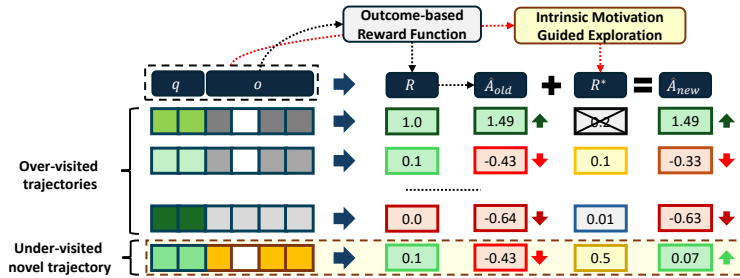 Outcome-based
Reward Function
Intrinsic Motivation
Guided Exploration
q o R Â_old + R* = Â_new
1.0 1.49 0.2 1.49
0.1 -0.43 0.1 -0.33
Over-visited
trajectories
0.0 -0.64 0.01 -0.63
Under-visited
novel trajectory
0.1 -0.43 0.5 0.07